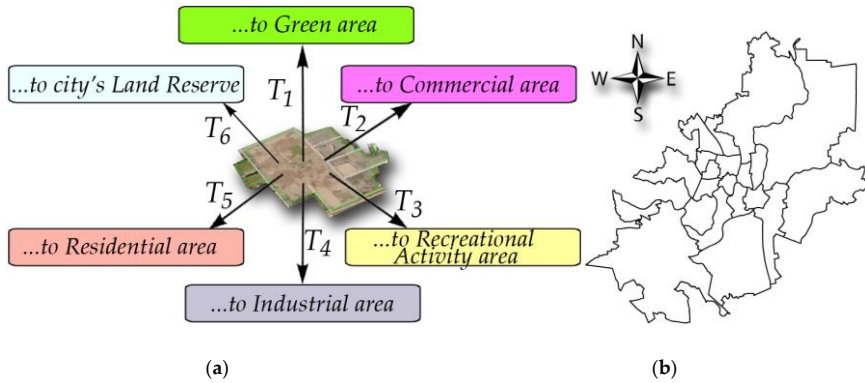 ...to Green area
...to city's Land Reserve
...to Commercial area
T1
T2
T6
T5
T3
T4
...to Residential area
...to Recreational
Activity area
...to Industrial area
N
W E
S
(a) (b)